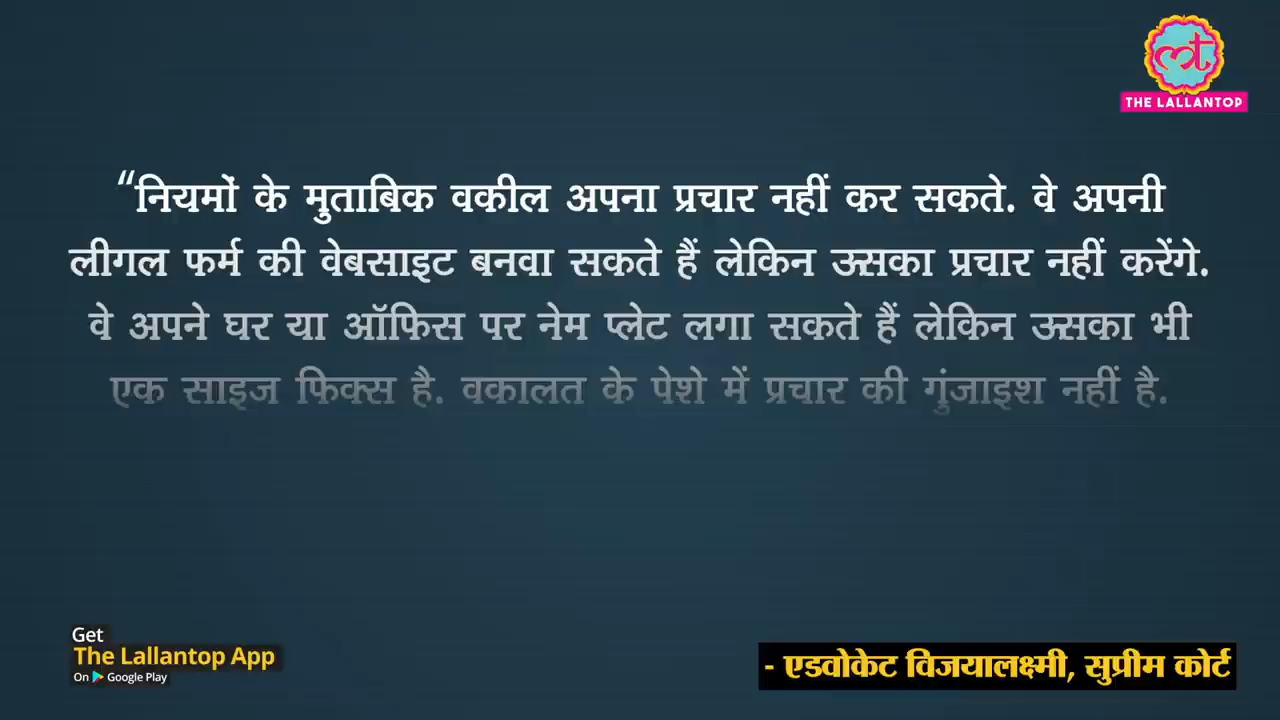 THE LALLANTOP
“नियमों के मुताबिक वकील अपना प्रचार नहीं कर सकते. वे अपनी
लीगल फर्म की वेबसाइट बनवा सकते हैं लेकिन उसका प्रचार नहीं करेंगे.
वे अपने घर या ऑफिस पर नेम प्लेट लगा सकते हैं लेकिन उसका भी
एक साइज फिक्स है. वकालत के पेशे में प्रचार की गुंजाइश नहीं है.
Get
The Lallantop App
On Google Play
- एडवोकेट विजयालक्ष्मी, सुप्रीम कोर्ट